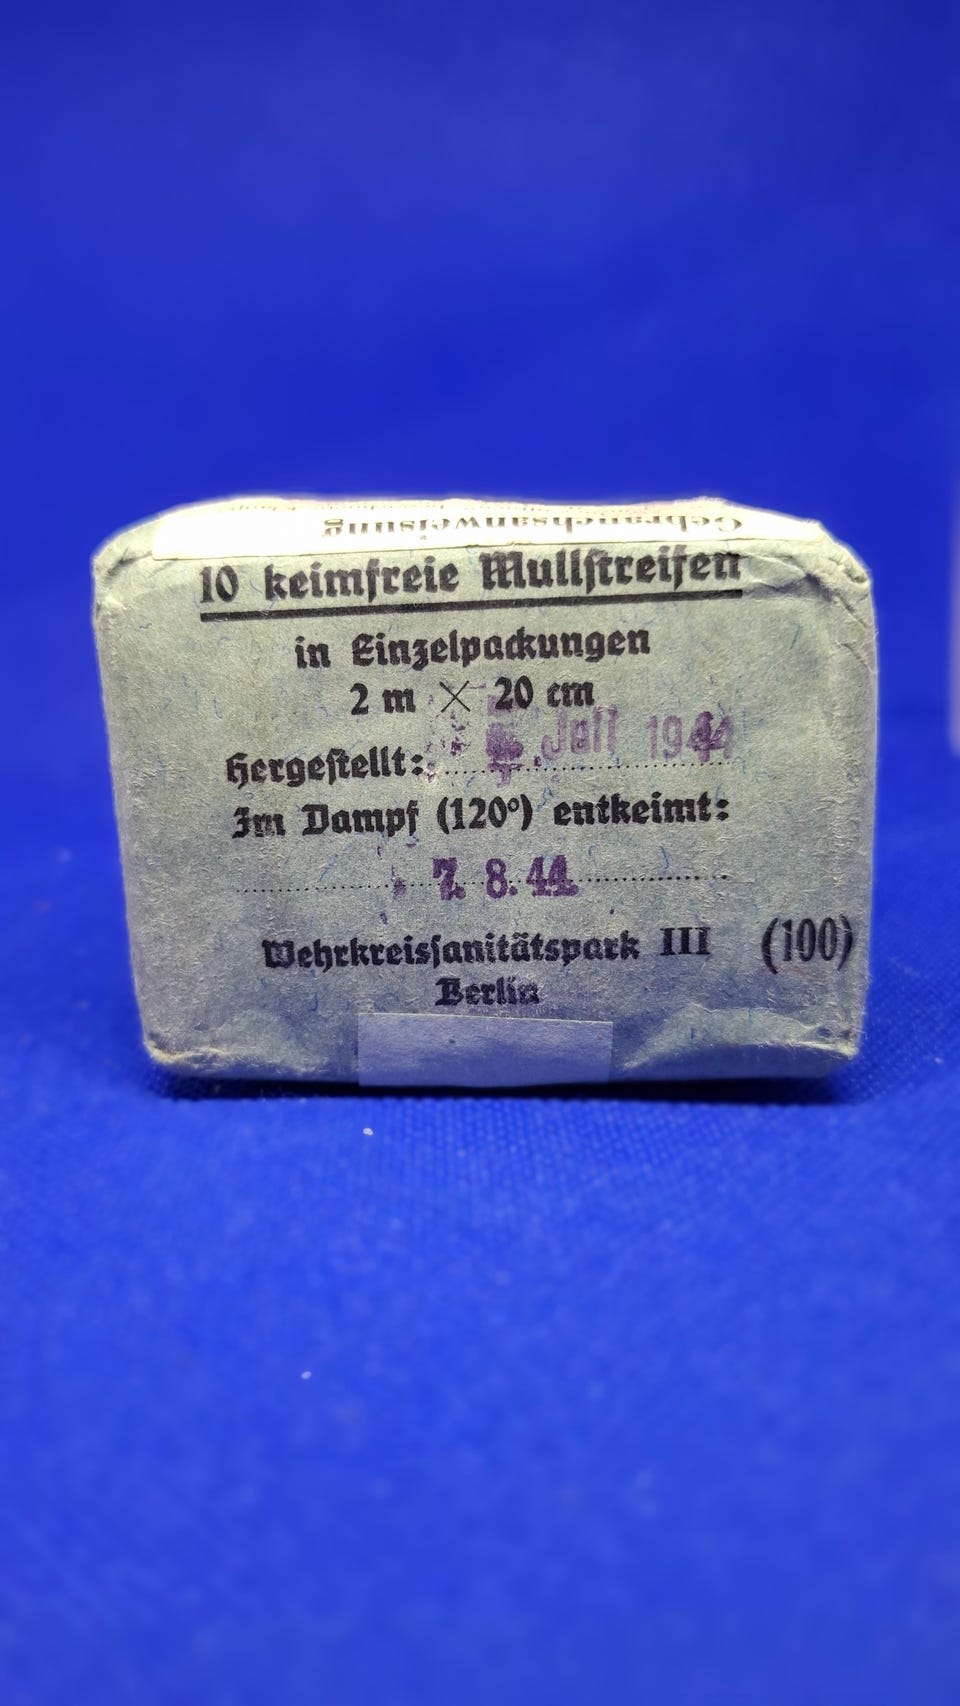 Gebrauchsanweisung
10 keimfreie Mullstreifen
in Einzelpackungen
2 m × 20 cm
Hergestellt: Juli 1944
Im Dampf (120°) entkeimt:
7. 8. 44.
Wehrkreissanitätspark III (100)
Berlin